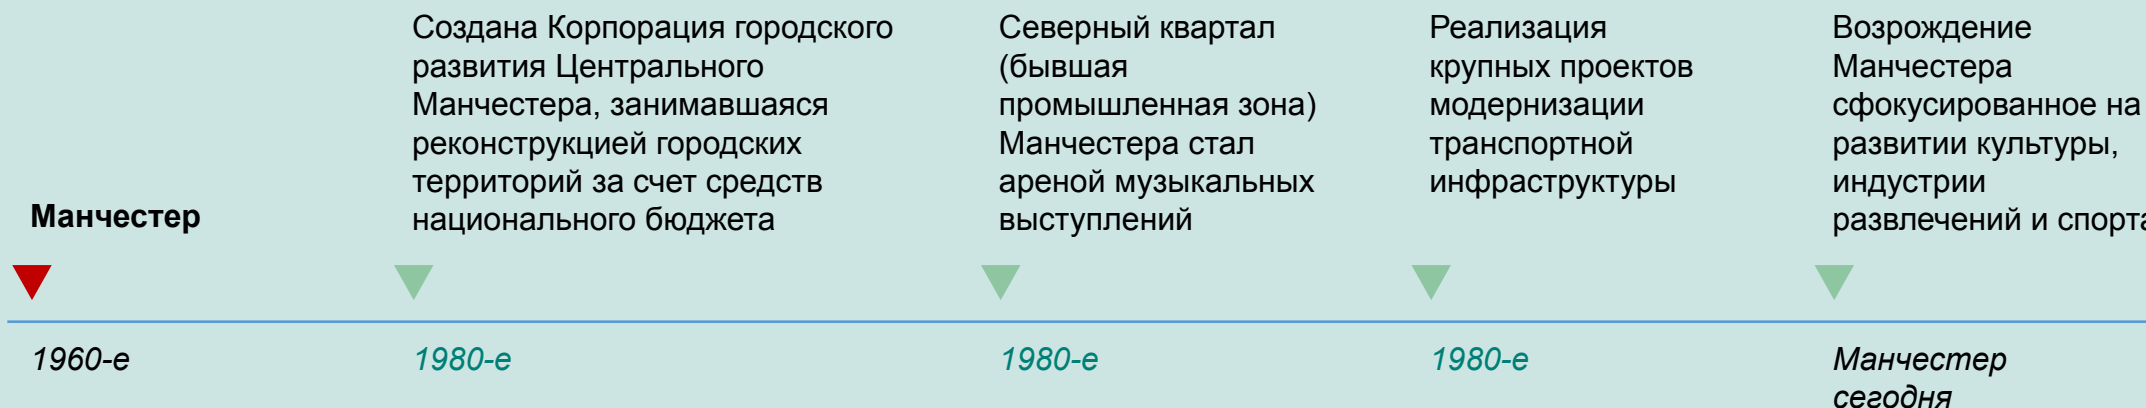 Манчестер
1960-е
Создана Корпорация городского
развития Центрального
Манчестера, занимавшаяся
реконструкцией городских
территорий за счет средств
национального бюджета
1980-е
Северный квартал
(бывшая
промышленная зона)
Манчестера стал
ареной музыкальных
выступлений
1980-е
Реализация
крупных проектов
модернизации
транспортной
инфраструктуры
1980-е
Возрождение
Манчестера
сфокусированное на
развитии культуры,
индустрии
развлечений и спорта
Манчестер
сегодня